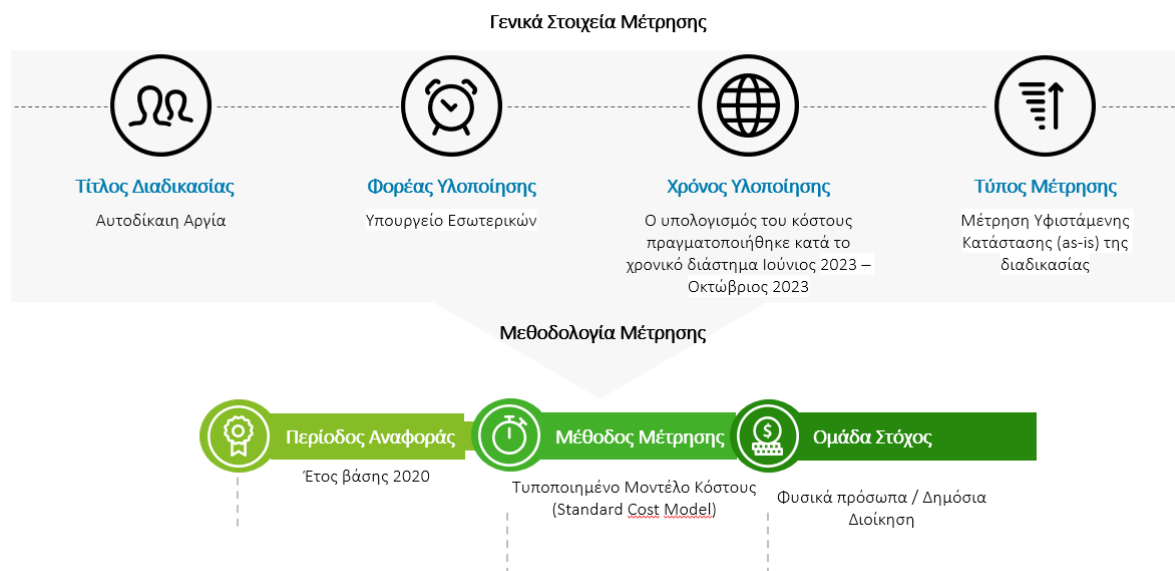 Γενικά Στοιχεία Μέτρησης
Τίτλος Διαδικασίας
Αυτοδίκαιη Αργία
Φορέας Υλοποίησης
Υπουργείο Εσωτερικών
Χρόνος Υλοποίησης
Ο υπολογισμός του κόστους
πραγματοποιήθηκε κατά το
χρονικό διάστημα Ιούνιος 2023 –
Οκτώβριος 2023
Τύπος Μέτρησης
Μέτρηση Υφιστάμενης
Κατάστασης (as-is) της
διαδικασίας
Μεθοδολογία Μέτρησης
Περίοδος Αναφοράς
Έτος βάσης 2020
Μέθοδος Μέτρησης
Τυποποιημένο Μοντέλο Κόστους
(Standard Cost Model)
$
Ομάδα Στόχος
Φυσικά πρόσωπα / Δημόσια
Διοίκηση